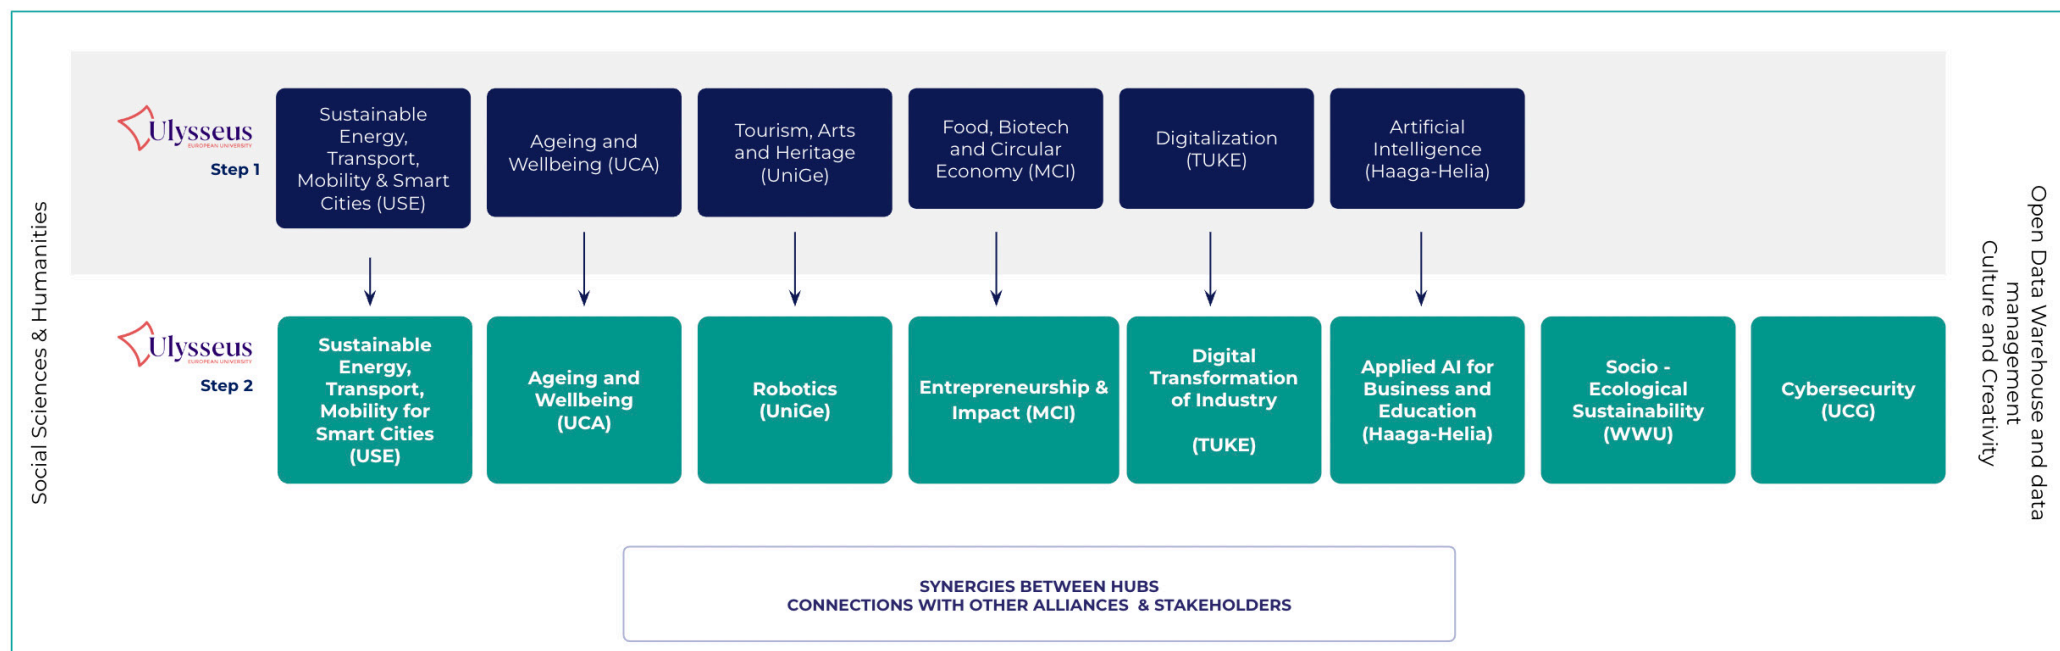 Social Sciences & Humanities
Ulysseus
EUROPEAN UNIVERSITY
Step 1
Sustainable
Energy,
Transport,
Mobility & Smart
Cities (USE)
Ageing and
Wellbeing (UCA)
Tourism, Arts
and Heritage
(UniGe)
Food, Biotech
and Circular
Economy (MCI)
Digitalization
(TUKE)
Artificial
Intelligence
(Haaga-Helia)
Ulysseus
EUROPEAN UNIVERSITY
Step 2
Sustainable
Energy,
Transport,
Mobility for
Smart Cities
(USE)
Ageing and
Wellbeing
(UCA)
Robotics
(UniGe)
Entrepreneurship &
Impact (MCI)
Digital
Transformation
of Industry
(TUKE)
Applied AI for
Business and
Education
(Haaga-Helia)
Socio -
Ecological
Sustainability
(WWU)
Cybersecurity
(UCG)
Open Data Warehouse and data
management
Culture and Creativity
SYNERGIES BETWEEN HUBS
CONNECTIONS WITH OTHER ALLIANCES & STAKEHOLDERS